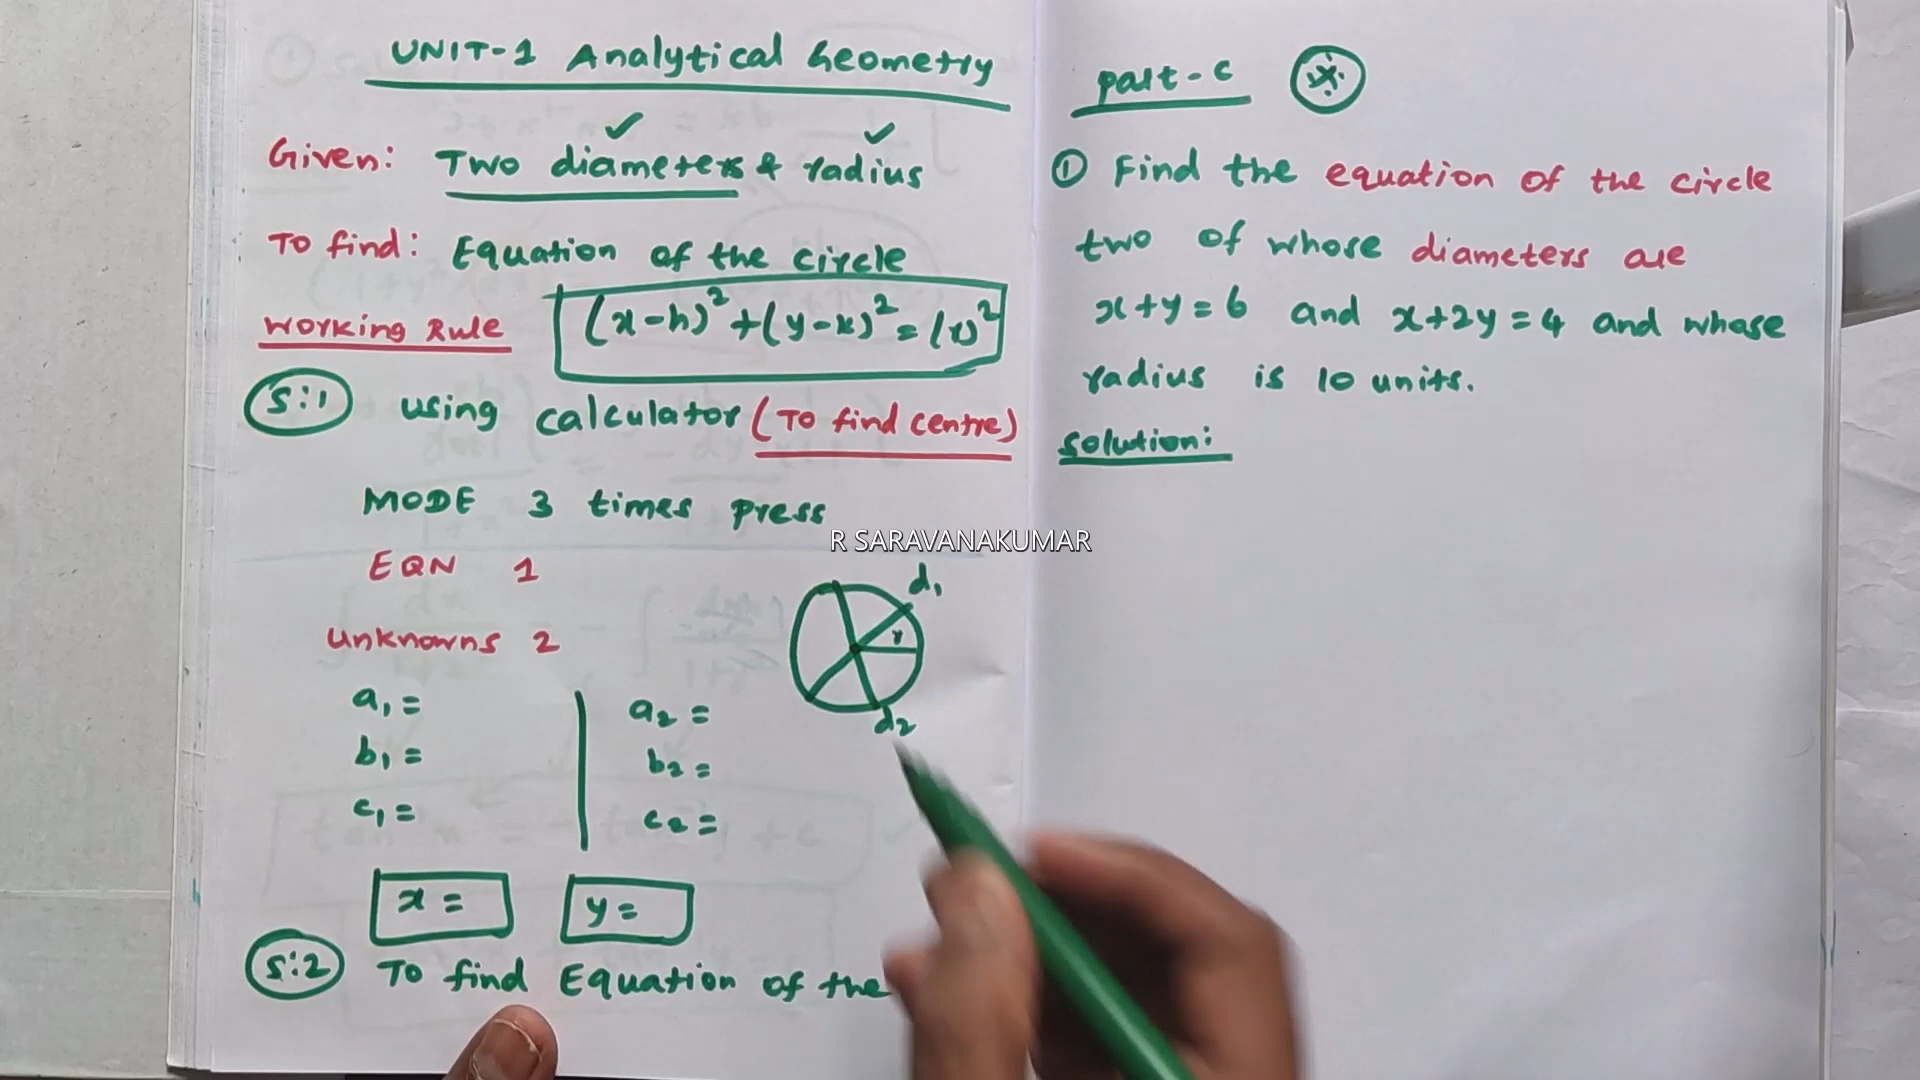 UNIT-1 Analytical Geometry
Given: Two diameters & radius
To find: Equation of the circle
Working Rule (x-h)²+(y-k)²=(r)²
S:1 using calculator (To find centre)
MODE 3 times press
EQN 1
unknowns 2
a₁= a₂=
b₁= b₂=
c₁= c₂=
x= y=
S:2 To find Equation of the
d₁
r
d₂
R SARAVANAKUMAR
part-c
① Find the equation of the circle
two of whose diameters are
x+y=6 and x+2y=4 and whose
radius is 10 units.
solution: